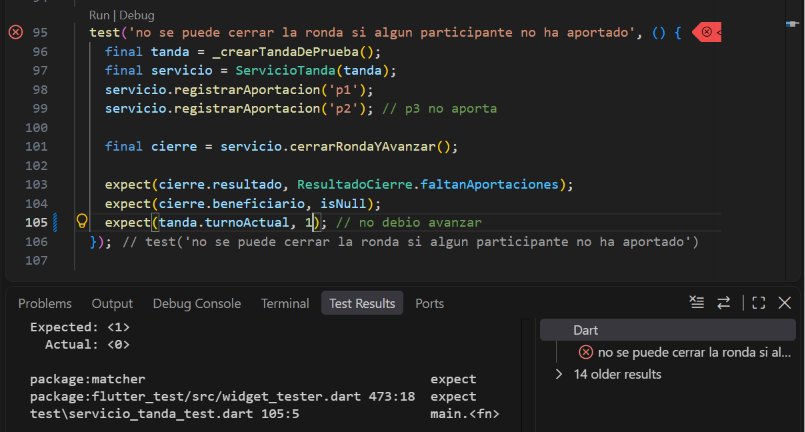 Run | Debug
95 test('no se puede cerrar la ronda si algun participante no ha aportado', () {
96 final tanda = _crearTandaDePrueba();
97 final servicio = ServicioTanda(tanda);
98 servicio.registrarAportacion('p1');
99 servicio.registrarAportacion('p2'); // p3 no aporta
100
101 final cierre = servicio.cerrarRondaYAvanzar();
102
103 expect(cierre.resultado, ResultadoCierre.faltanAportaciones);
104 expect(cierre.beneficiario, isNull);
105 expect(tanda.turnoActual, 1); // no debio avanzar
106 }); // test('no se puede cerrar la ronda si algun participante no ha aportado')
107
Problems Output Debug Console Terminal Test Results Ports
Expected: <1>
Actual: <0>
package:matcher expect
package:flutter_test/src/widget_tester.dart 473:18 expect
test\servicio_tanda_test.dart 105:5 main.<fn>
Dart
no se puede cerrar la ronda si al...
14 older results